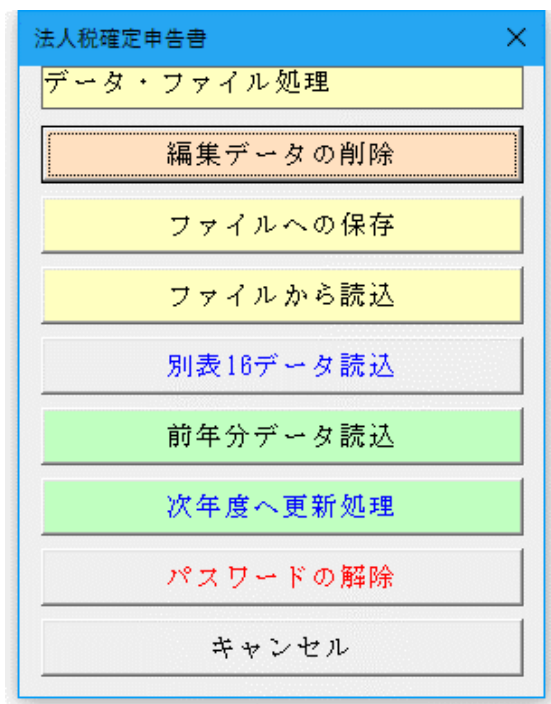 法人税確定申告書
データ・ファイル処理
編集データの削除
ファイルへの保存
ファイルから読込
別表16データ読込
前年分データ読込
次年度へ更新処理
パスワードの解除
キャンセル